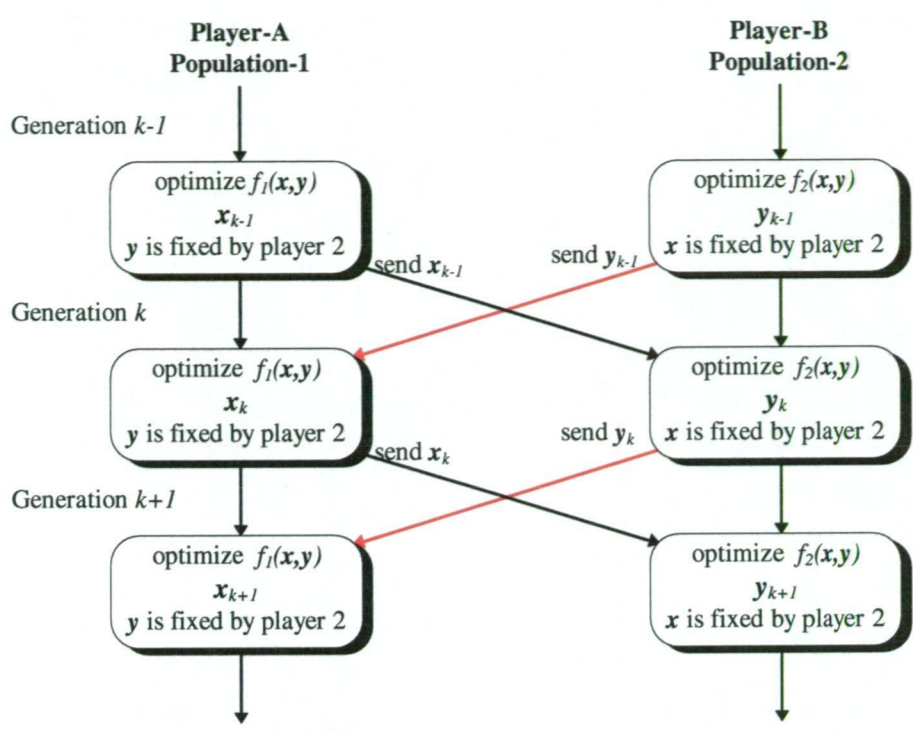 Player-A
Population-1
Player-B
Population-2
Generation k-1
optimize f1(x,y)
xk-1
y is fixed by player 2
optimize f2(x,y)
yk-1
x is fixed by player 2
send xk-1
send yk-1
Generation k
optimize f1(x,y)
xk
y is fixed by player 2
optimize f2(x,y)
yk
x is fixed by player 2
send xk
send yk
Generation k+1
optimize f1(x,y)
xk+1
y is fixed by player 2
optimize f2(x,y)
yk+1
x is fixed by player 2